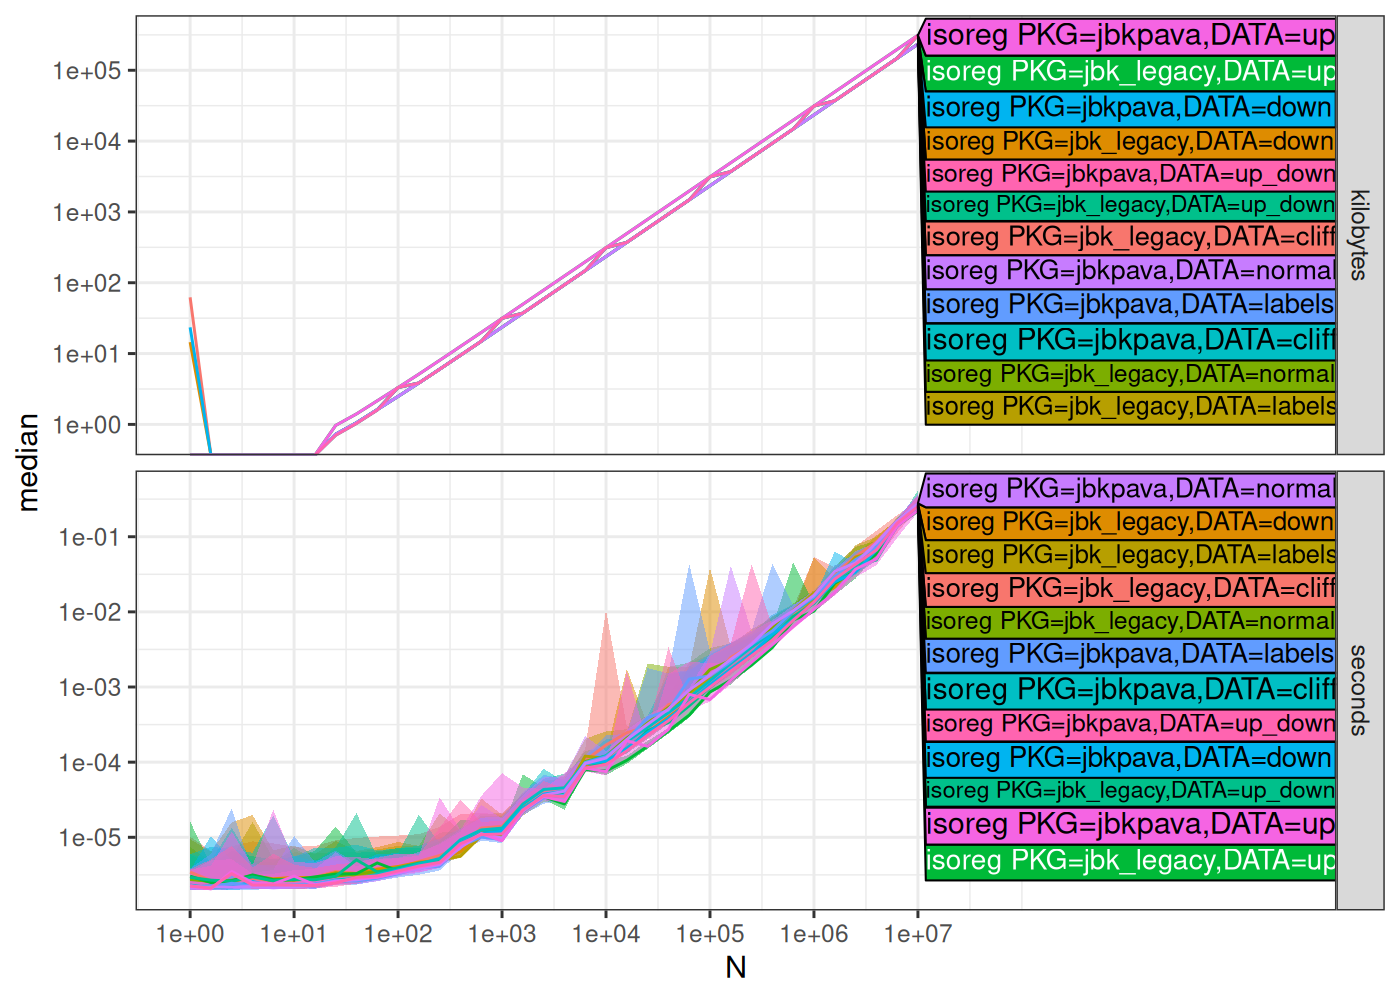 median
1e+05
1e+04
1e+03
1e+02
1e+01
1e+00
isoreg PKG=jbkpava,DATA=up
isoreg PKG=jbk_legacy,DATA=up
isoreg PKG=jbkpava,DATA=down
isoreg PKG=jbk_legacy,DATA=down
isoreg PKG=jbkpava,DATA=up_down
isoreg PKG=jbk_legacy,DATA=up_down
isoreg PKG=jbk_legacy,DATA=cliff
isoreg PKG=jbkpava,DATA=normal
isoreg PKG=jbkpava,DATA=labels
isoreg PKG=jbkpava,DATA=cliff
isoreg PKG=jbk_legacy,DATA=normal
isoreg PKG=jbk_legacy,DATA=labels
kilobytes
1e-01
1e-02
1e-03
1e-04
1e-05
isoreg PKG=jbkpava,DATA=normal
isoreg PKG=jbk_legacy,DATA=down
isoreg PKG=jbk_legacy,DATA=labels
isoreg PKG=jbk_legacy,DATA=cliff
isoreg PKG=jbk_legacy,DATA=normal
isoreg PKG=jbkpava,DATA=labels
isoreg PKG=jbkpava,DATA=cliff
isoreg PKG=jbkpava,DATA=up_down
isoreg PKG=jbkpava,DATA=down
isoreg PKG=jbk_legacy,DATA=up_down
isoreg PKG=jbkpava,DATA=up
isoreg PKG=jbk_legacy,DATA=up
seconds
1e+00 1e+01 1e+02 1e+03 1e+04 1e+05 1e+06 1e+07
N